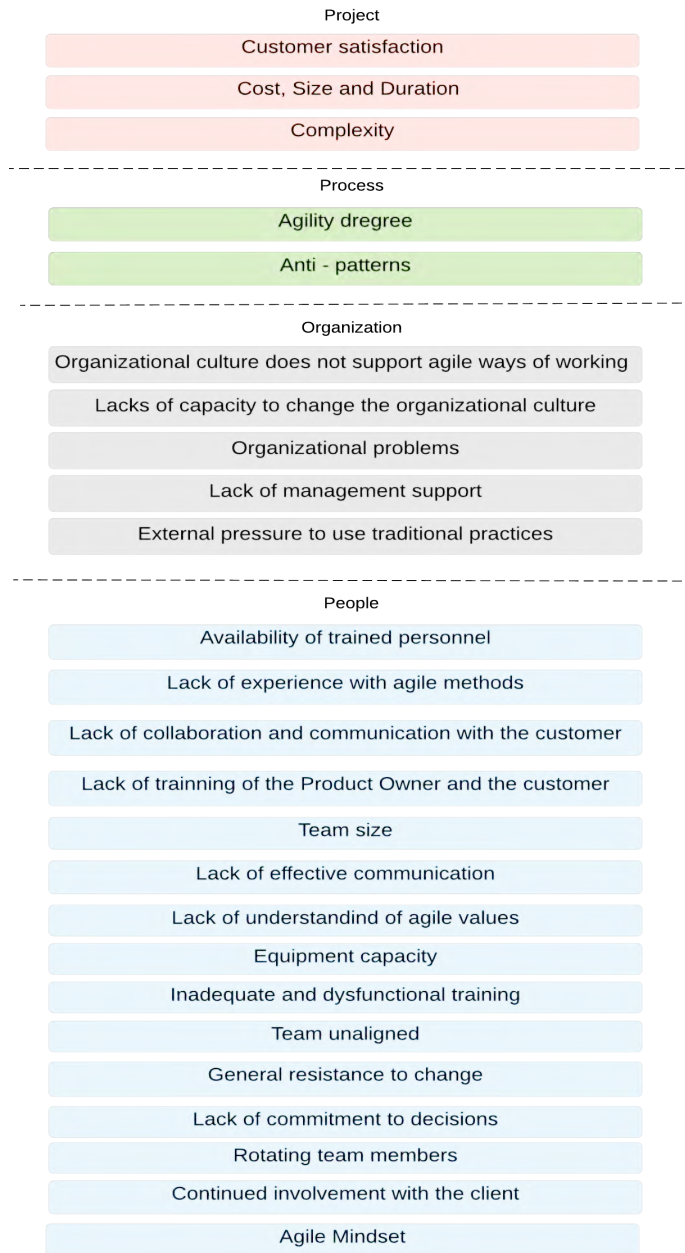 Project
Customer satisfaction
Cost, Size and Duration
Complexity
Process
Agility dregree
Anti - patterns
Organization
Organizational culture does not support agile ways of working
Lacks of capacity to change the organizational culture
Organizational problems
Lack of management support
External pressure to use traditional practices
People
Availability of trained personnel
Lack of experience with agile methods
Lack of collaboration and communication with the customer
Lack of trainning of the Product Owner and the customer
Team size
Lack of effective communication
Lack of understandind of agile values
Equipment capacity
Inadequate and dysfunctional training
Team unaligned
General resistance to change
Lack of commitment to decisions
Rotating team members
Continued involvement with the client
Agile Mindset